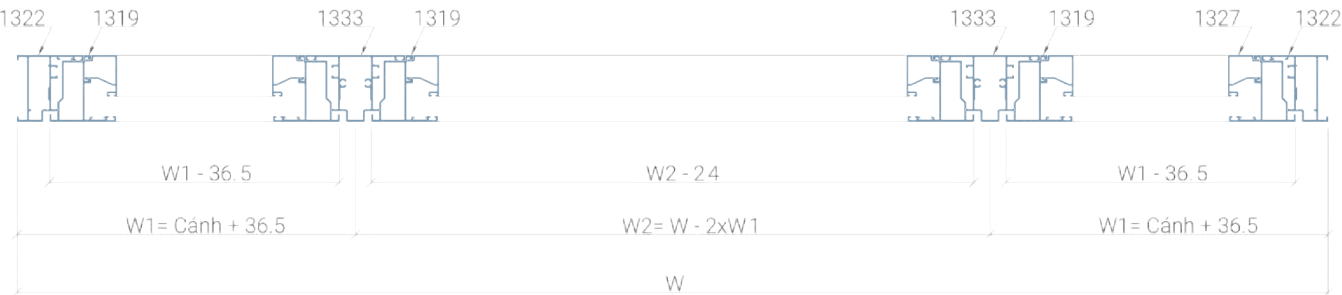 1322 1319 1333 1319 1333 1319 1327 1322
W1 - 36.5 W2 - 24 W1 - 36.5
W1= Cánh + 36.5 W2= W - 2xW1 W1= Cánh + 36.5
W